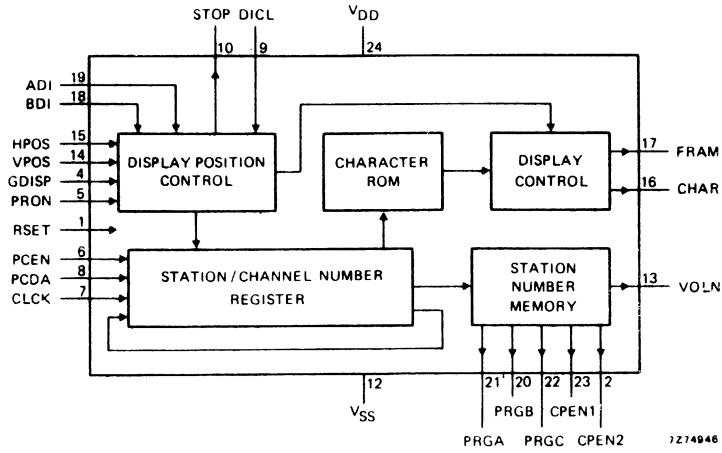 STOP DICL VDD
10 9 24
ADI 19
BDI 18
HPOS 15
VPOS 14
GDISP 4
PRON 5
RSET 1
PCEN 6
PCDA 8
CLCK 7
DISPLAY POSITION
CONTROL
CHARACTER
ROM
DISPLAY
CONTROL
17 FRAM
16 CHAR
STATION/CHANNEL NUMBER
REGISTER
STATION
NUMBER
MEMORY
13 VOLN
12
VSS
21 20 22 23 2
PRGB CPEN1
PRGA PRGC CPEN2
7Z74946